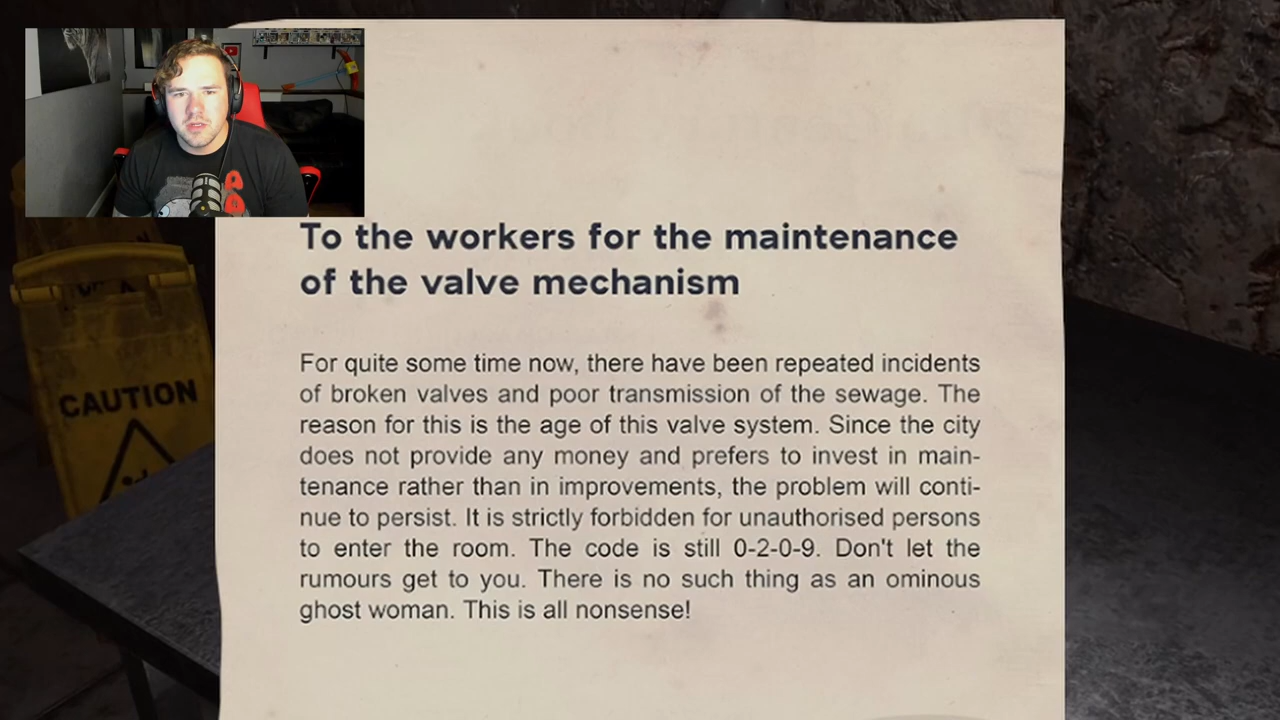 To the workers for the maintenance
of the valve mechanism
For quite some time now, there have been repeated incidents
of broken valves and poor transmission of the sewage. The
reason for this is the age of this valve system. Since the city
does not provide any money and prefers to invest in main-
tenance rather than in improvements, the problem will conti-
nue to persist. It is strictly forbidden for unauthorised persons
to enter the room. The code is still 0-2-0-9. Don't let the
rumours get to you. There is no such thing as an ominous
ghost woman. This is all nonsense!
CAUTION